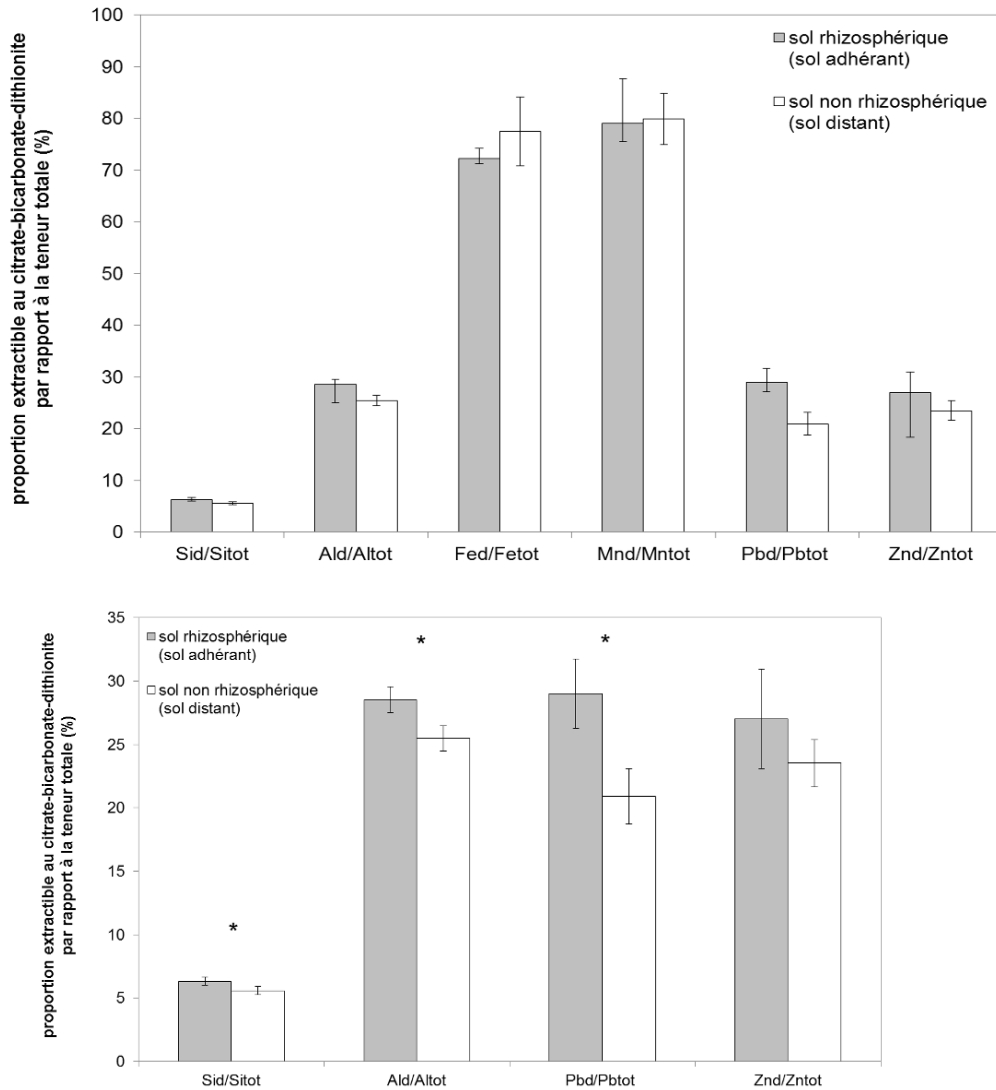 proportion extractible au citrate-bicarbonate-dithionite
par rapport à la teneur totale (%)
100
90
80
70
60
50
40
30
20
10
0
sol rhizosphérique
(sol adhérant)
sol non rhizosphérique
(sol distant)
Sid/Sitot Ald/Altot Fed/Fetot Mnd/Mntot Pbd/Pbtot Znd/Zntot
proportion extractible au citrate-bicarbonate-dithionite
par rapport à la teneur totale (%)
35
30
25
20
15
10
5
0
sol rhizosphérique
(sol adhérant)
sol non rhizosphérique
(sol distant)
* *
*
Sid/Sitot Ald/Altot Pbd/Pbtot Znd/Zntot